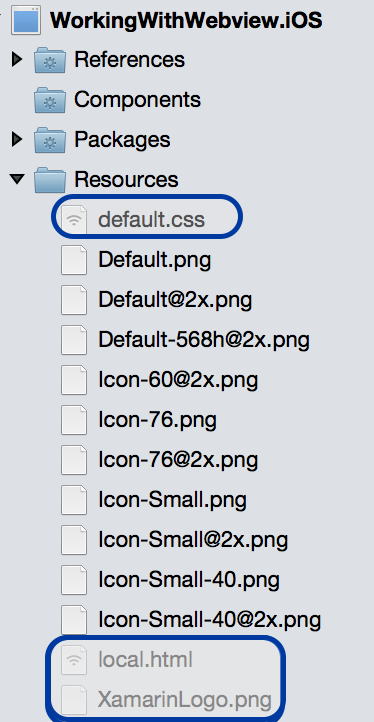 WorkingWithWebview.iOS
References
Components
Packages
Resources
default.css
Default.png
Default@2x.png
Default-568h@2x.png
Icon-60@2x.png
Icon-76.png
Icon-76@2x.png
Icon-Small.png
Icon-Small@2x.png
Icon-Small-40.png
Icon-Small-40@2x.png
local.html
XamarinLogo.png